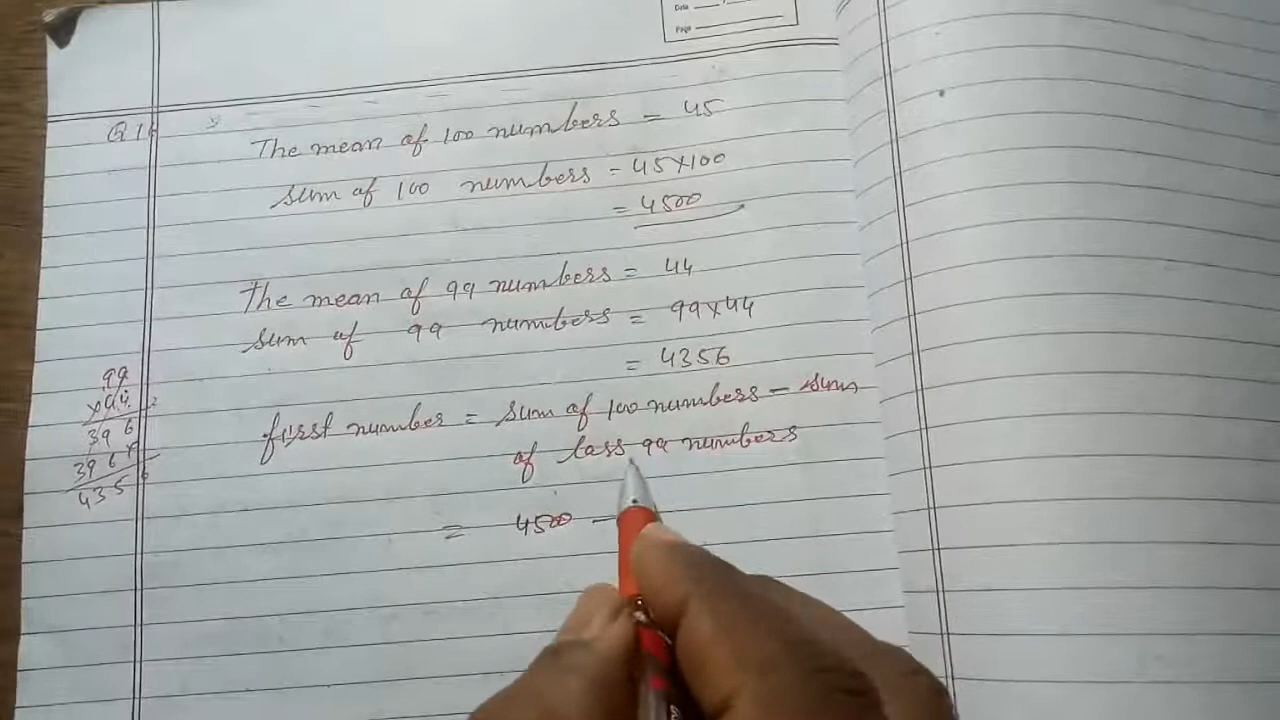 Date
Page
Q1
The mean of 100 numbers = 45
sum of 100 numbers = 45×100
= 4500
The mean of 99 numbers = 44
sum of 99 numbers = 99×44
= 4356
first number = sum of 100 numbers - sum
of lass 99 numbers
= 4500 -
99
×44
396
396×
4356